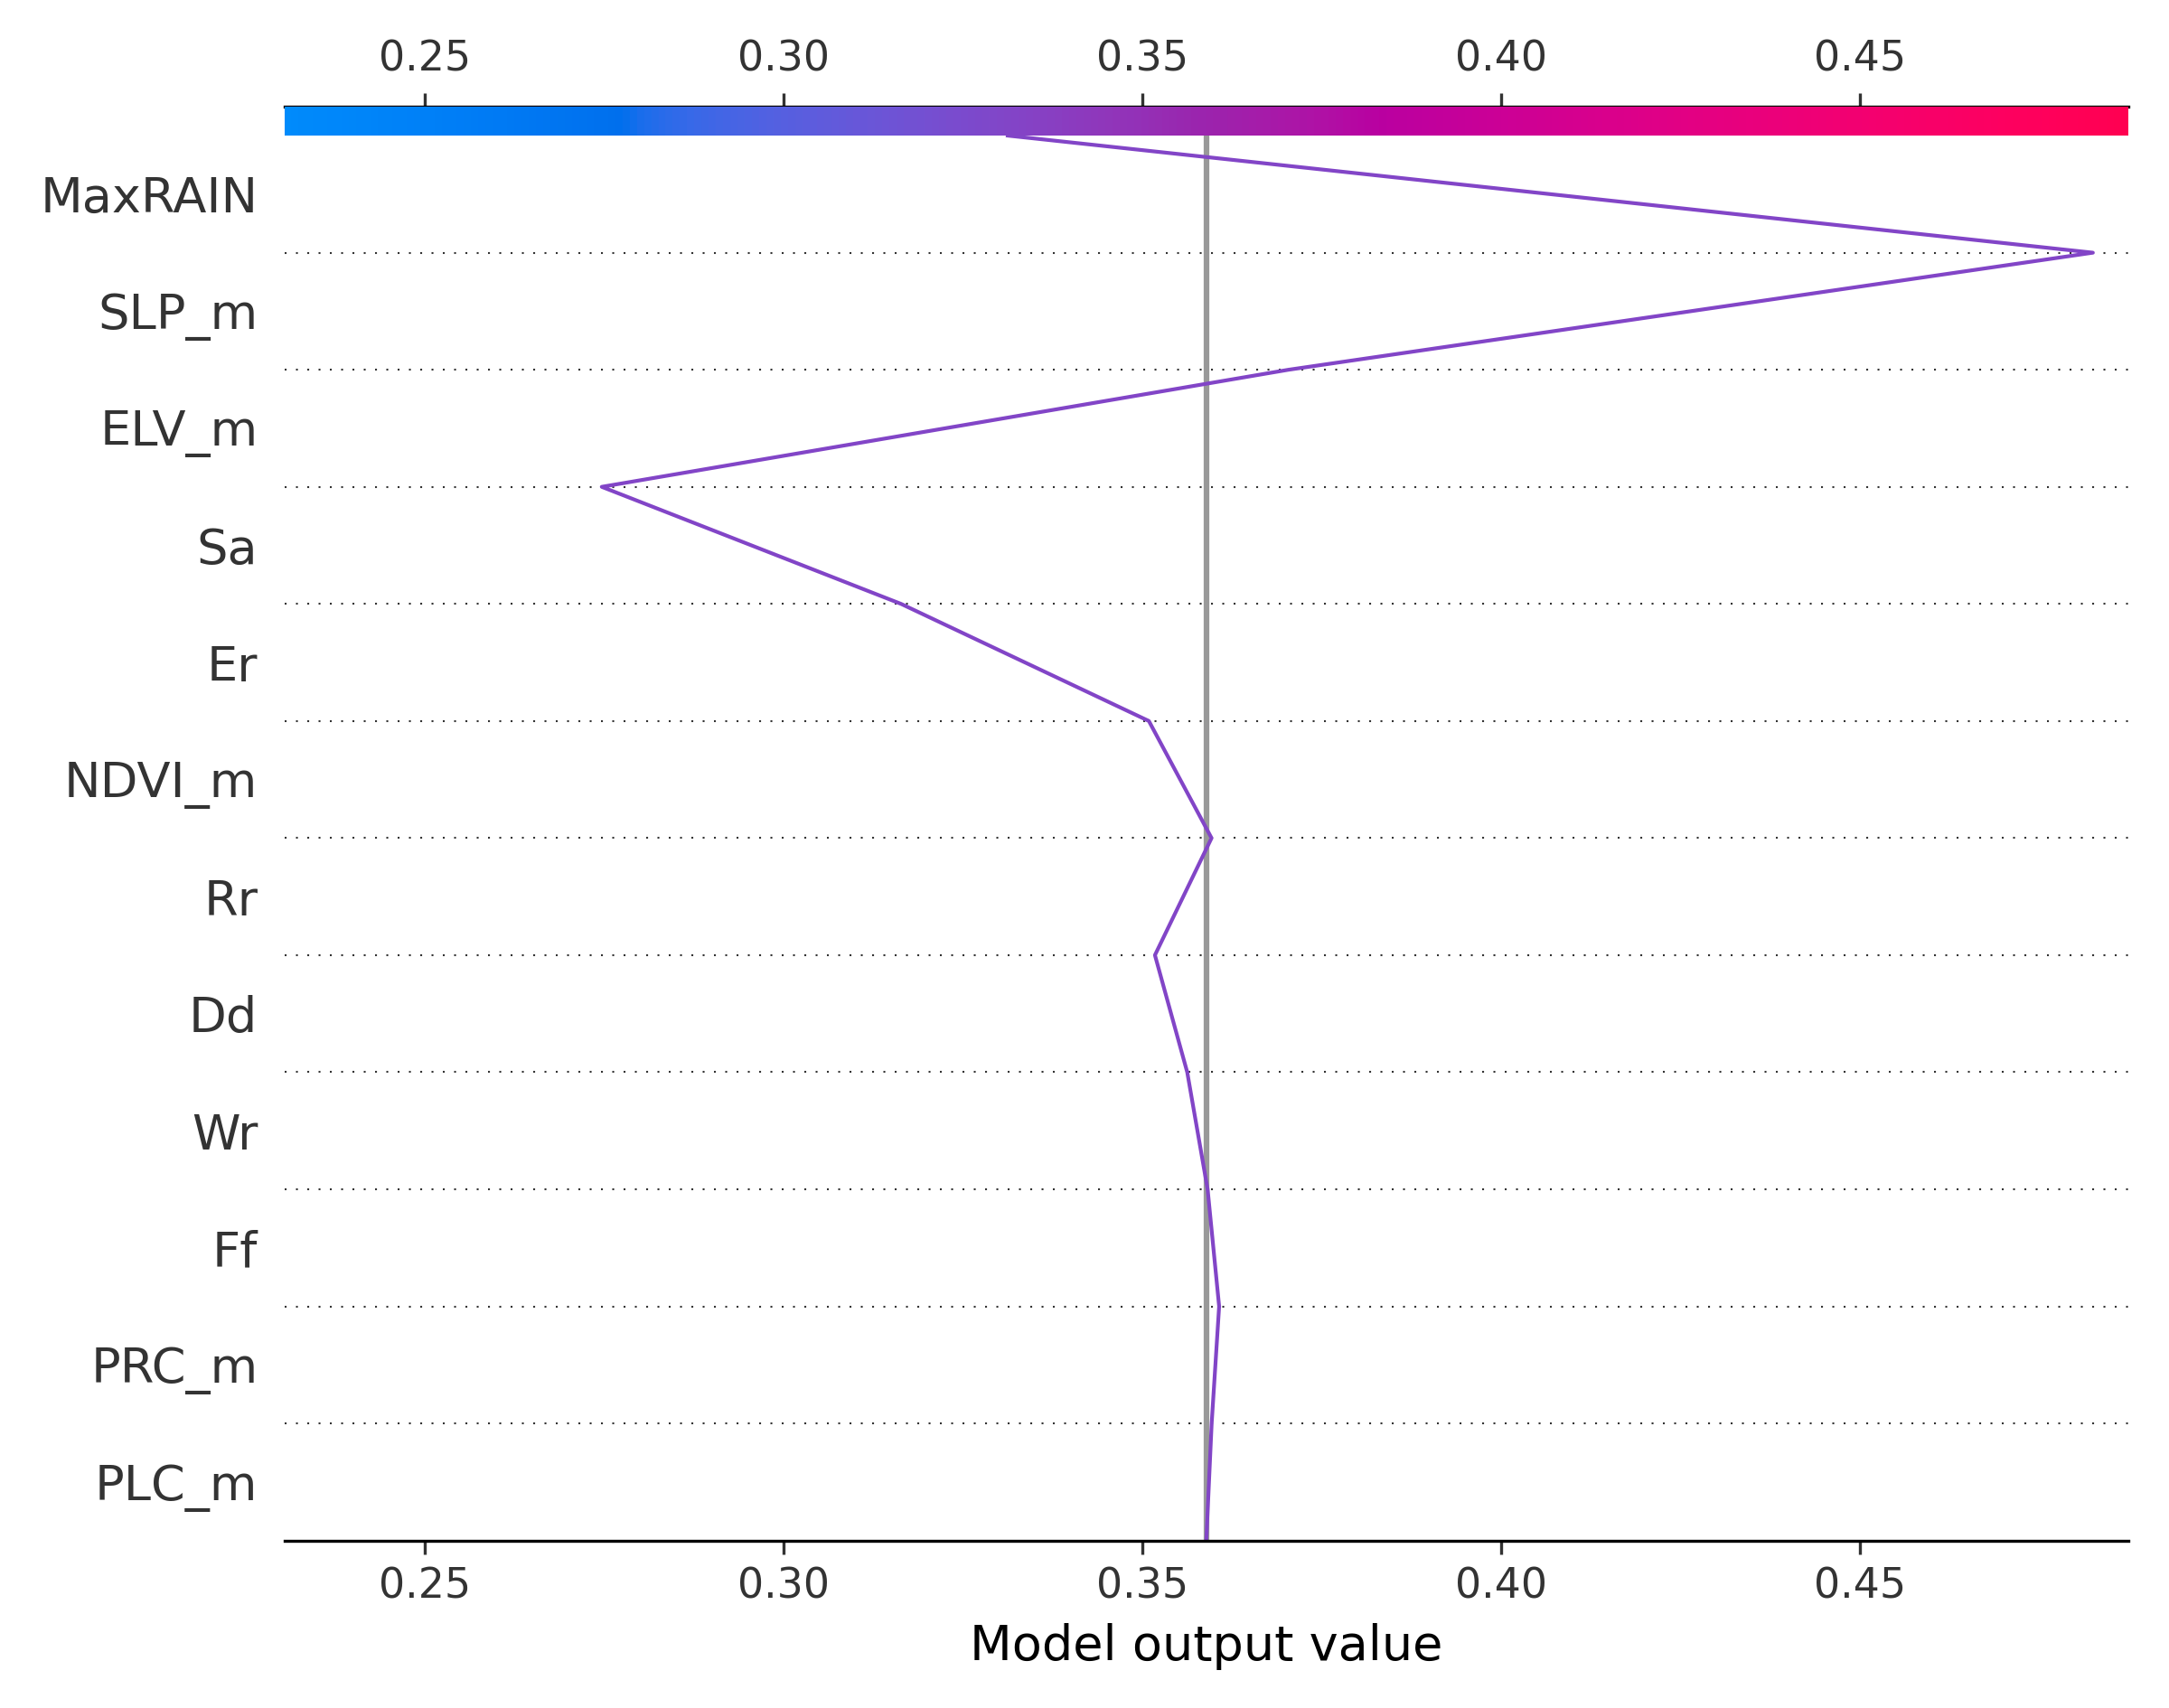 0.25 0.30 0.35 0.40 0.45
MaxRAIN
SLP_m
ELV_m
Sa
Er
NDVI_m
Rr
Dd
Wr
Ff
PRC_m
PLC_m
0.25 0.30 0.35 0.40 0.45
Model output value